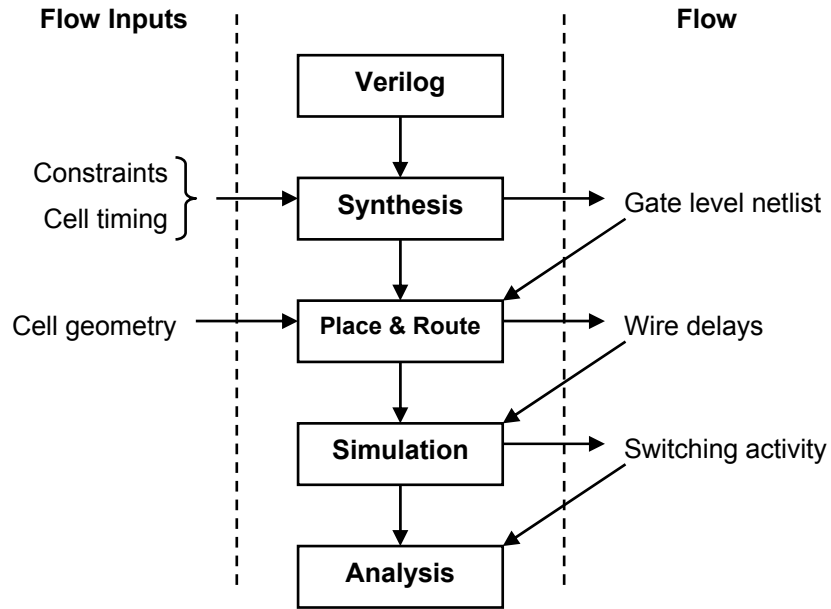 Flow Inputs
Flow
Verilog
Constraints
Cell timing
Synthesis
Gate level netlist
Cell geometry
Place & Route
Wire delays
Simulation
Switching activity
Analysis